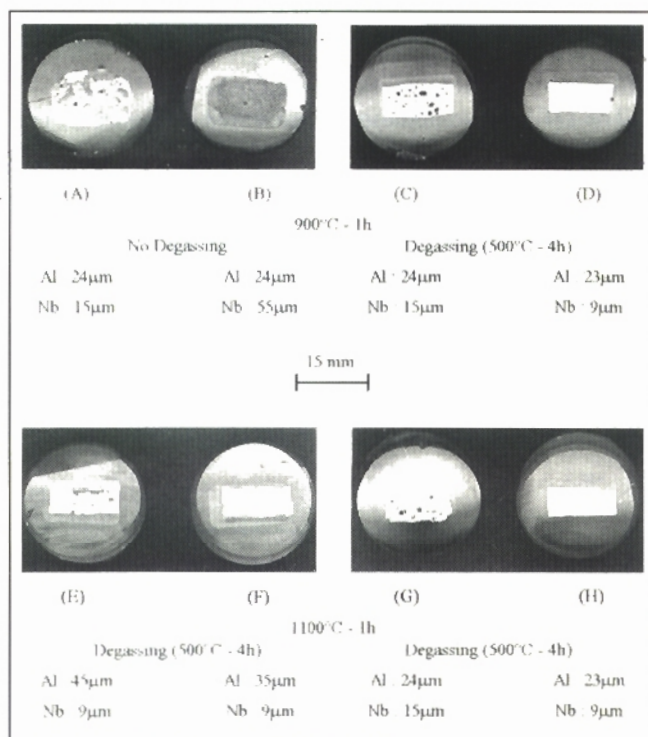 (A) (B) (C) (D)
900°C - 1h
No Degassing Degassing (500°C - 4h)
Al 24µm Al 24µm Al 24µm Al 23µm
Nb 15µm Nb 55µm Nb 15µm Nb 9µm
15 mm
(E) (F) (G) (H)
1100°C - 1h
Degassing (500°C - 4h) Degassing (500°C - 4h)
Al 45µm Al 35µm Al 24µm Al 23µm
Nb 9µm Nb 9µm Nb 15µm Nb 9µm